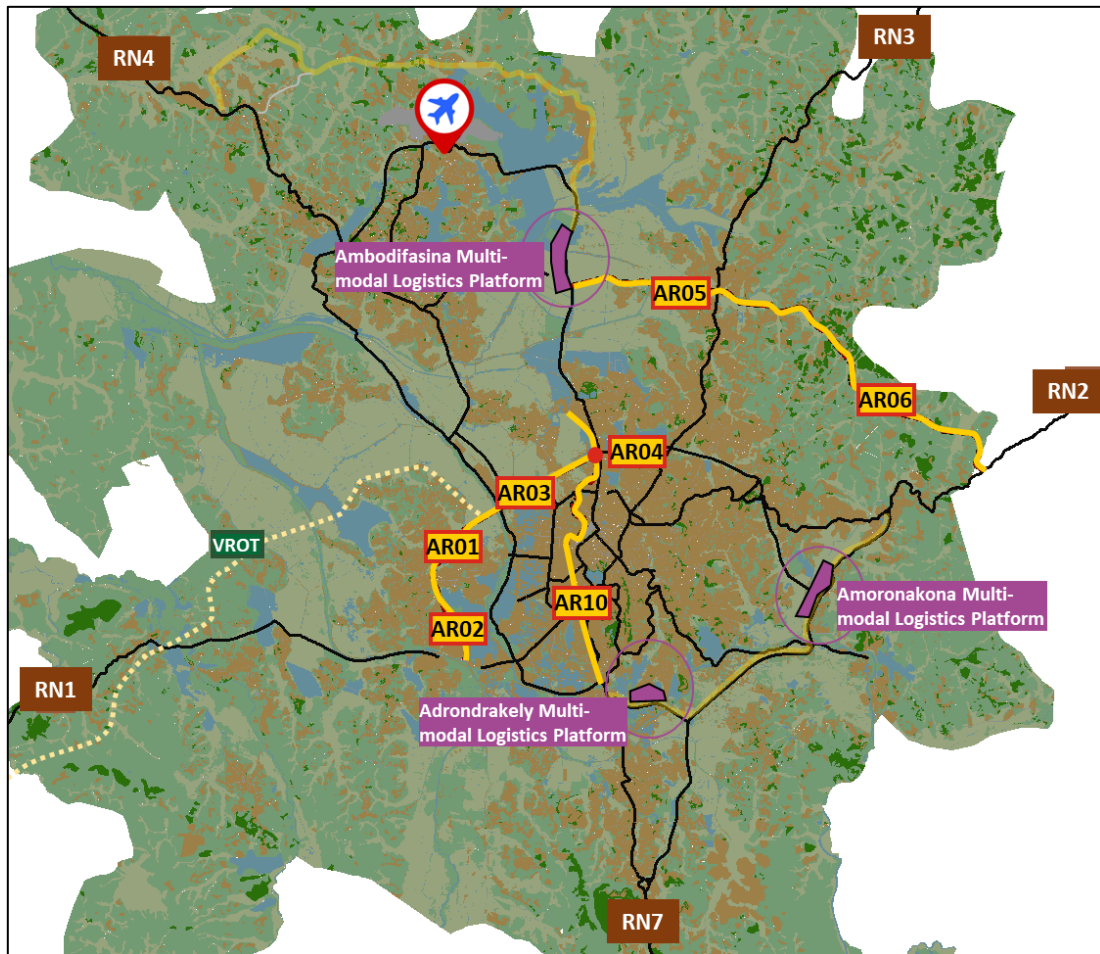 RN4
RN3
Ambodifasina Multi-
modal Logistics Platform
AR05
RN2
AR06
AR04
AR03
VROT
AR01
AR10
Amoronakona Multi-
modal Logistics Platform
AR02
RN1
Adrondrakely Multi-
modal Logistics Platform
RN7